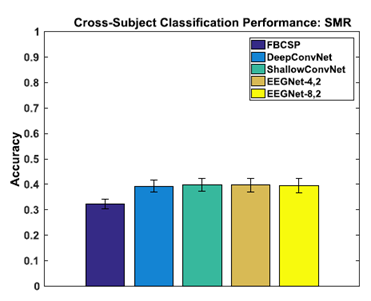 Cross-Subject Classification Performance: SMR
FBCSP
DeepConvNet
ShallowConvNet
EEGNet-4,2
EEGNet-8,2
Accuracy
1
0.9
0.8
0.7
0.6
0.5
0.4
0.3
0.2
0.1
0